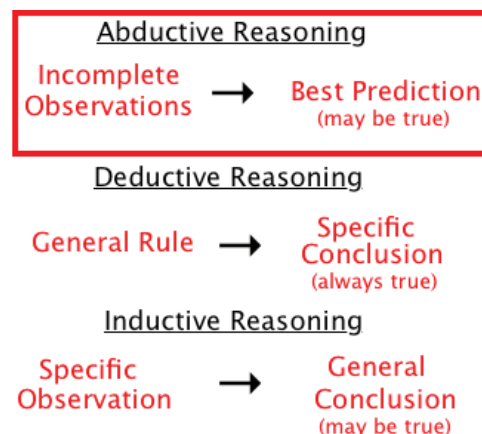 Abductive Reasoning
Incomplete Observations → Best Prediction
(may be true)
Deductive Reasoning
General Rule → Specific Conclusion
(always true)
Inductive Reasoning
Specific Observation → General Conclusion
(may be true)